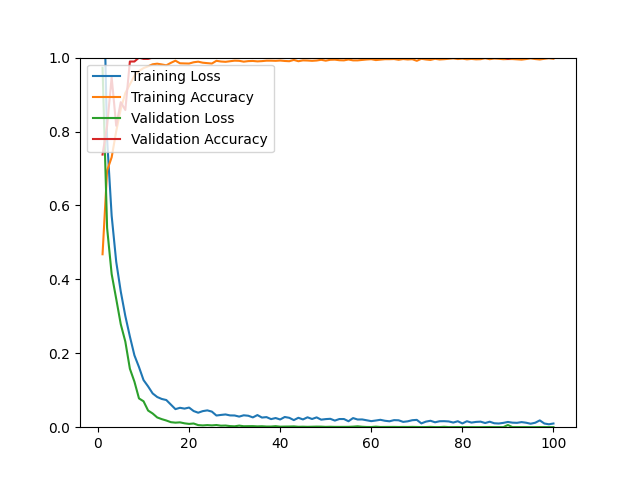 1.0
0.8
0.6
0.4
0.2
0.0
Training Loss
Training Accuracy
Validation Loss
Validation Accuracy
0 20 40 60 80 100